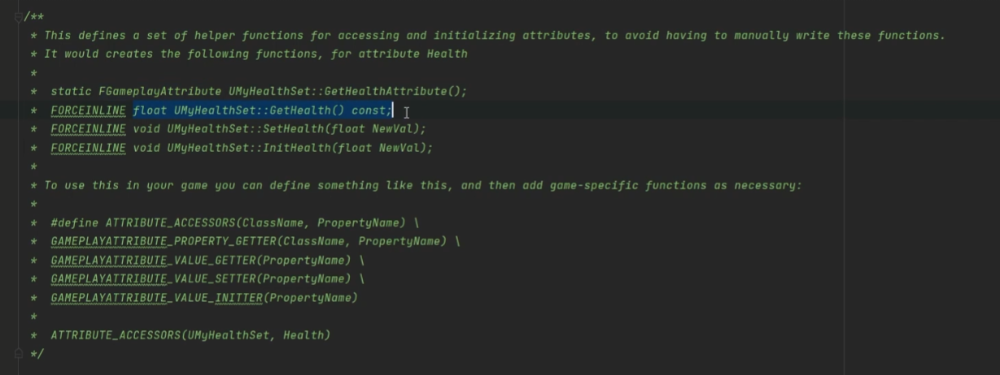 /**
* This defines a set of helper functions for accessing and initializing attributes, to avoid having to manually write these functions.
* It would creates the following functions, for attribute Health
*
* static FGameplayAttribute UMyHealthSet::GetHealthAttribute();
* FORCEINLINE float UMyHealthSet::GetHealth() const;
* FORCEINLINE void UMyHealthSet::SetHealth(float NewVal);
* FORCEINLINE void UMyHealthSet::InitHealth(float NewVal);
*
* To use this in your game you can define something like this, and then add game-specific functions as necessary:
*
* #define ATTRIBUTE_ACCESSORS(ClassName, PropertyName) \
* GAMEPLAYATTRIBUTE_PROPERTY_GETTER(ClassName, PropertyName) \
* GAMEPLAYATTRIBUTE_VALUE_GETTER(PropertyName) \
* GAMEPLAYATTRIBUTE_VALUE_SETTER(PropertyName) \
* GAMEPLAYATTRIBUTE_VALUE_INITTER(PropertyName)
*
* ATTRIBUTE_ACCESSORS(UMyHealthSet, Health)
*/